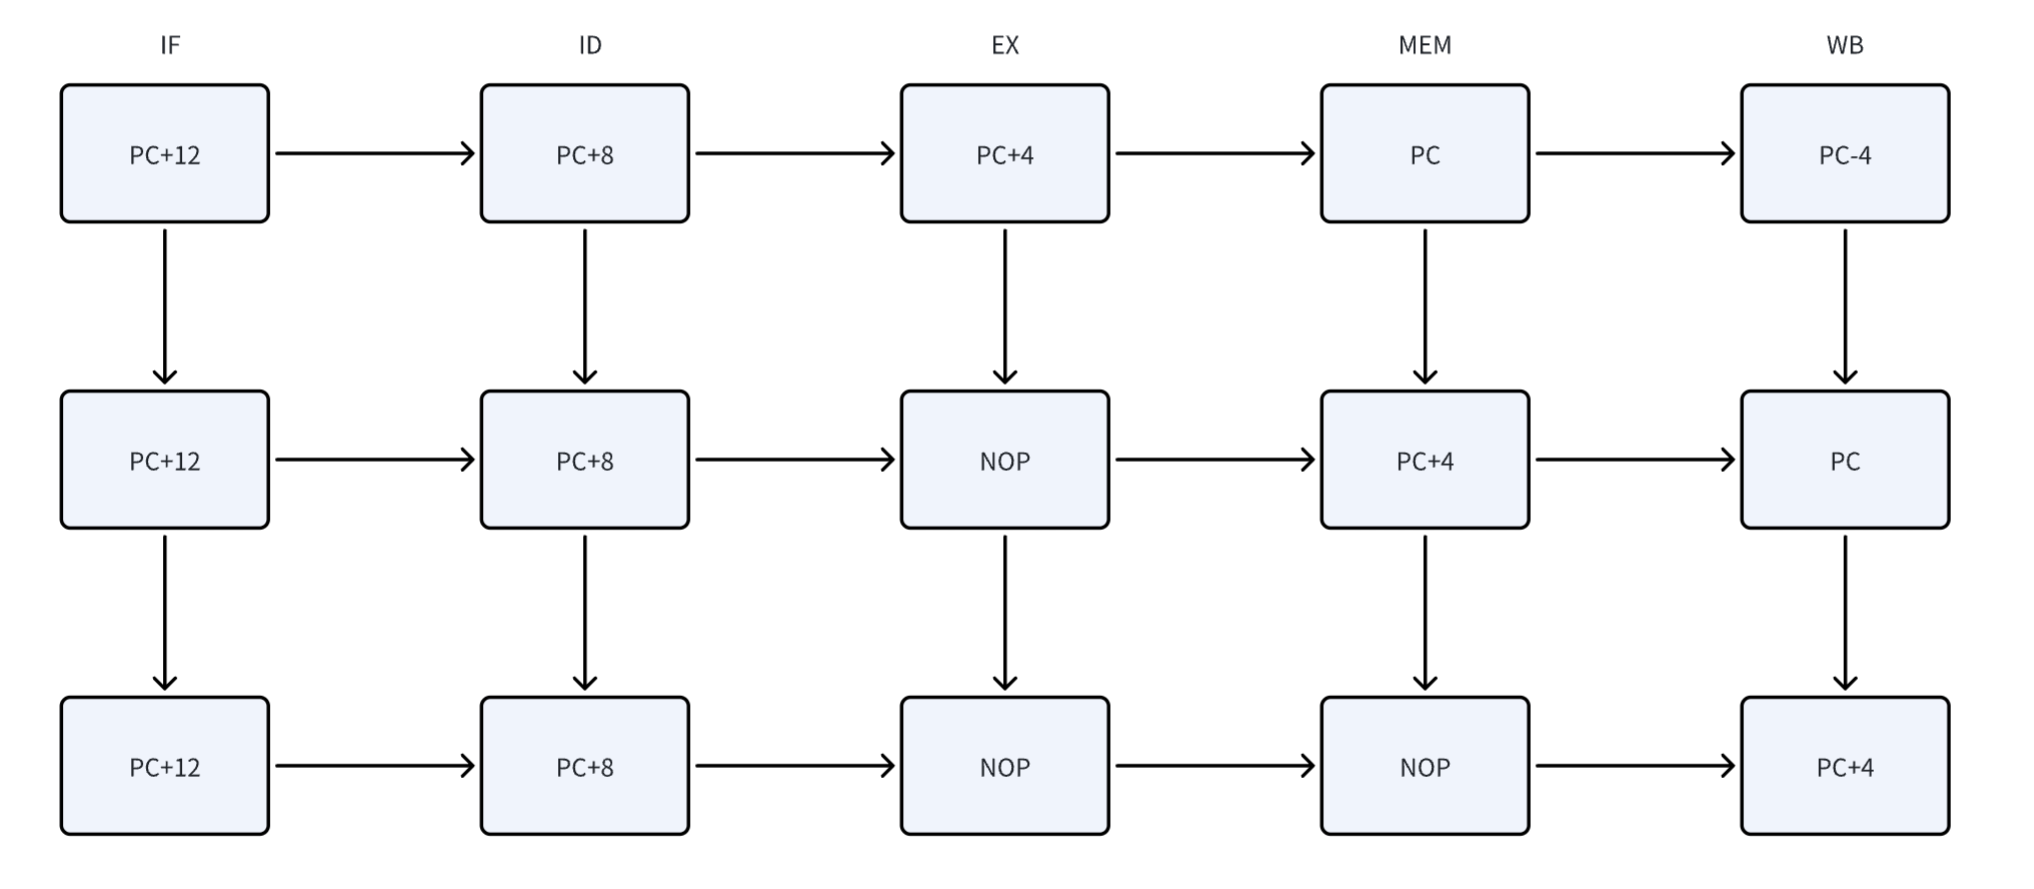 IF ID EX MEM WB
PC+12 PC+8 PC+4 PC PC-4
PC+12 PC+8 NOP PC+4 PC
PC+12 PC+8 NOP NOP PC+4